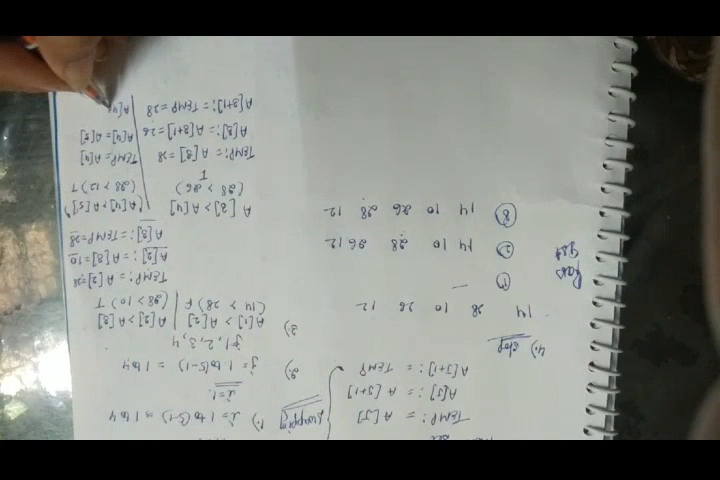 TEMP: = A[J]
A[J]: = A[J+1]
A[J+1]: = TEMP
4.) Stop
Swapping
1.) i = 1 to (5-1) = 1 to 4
i=1.
2.) j = 1 to (5-1) = 1 to 4
j=1, 2, 3, 4
3.)
A[1] > A[2] | A[2] > A[3]
(14 > 28) F | (28 > 10) T
TEMP: = A[2] = 28
A[2]: = A[3] = 10
A[3]: = TEMP = 28
A[3] > A[4]
(28 > 26)
T
TEMP: = A[3] = 28
A[3]: = A[3+1] = 26
A[3+1]: = TEMP = 28
(A[4] > A[5])
(28 > 12) T
TEMP = A[4]
A[4] = A[5]
A[4
14 28 10 26 12
Pass 1st
①
② 14 10 28 26 12
③ 14 10 26 28 12